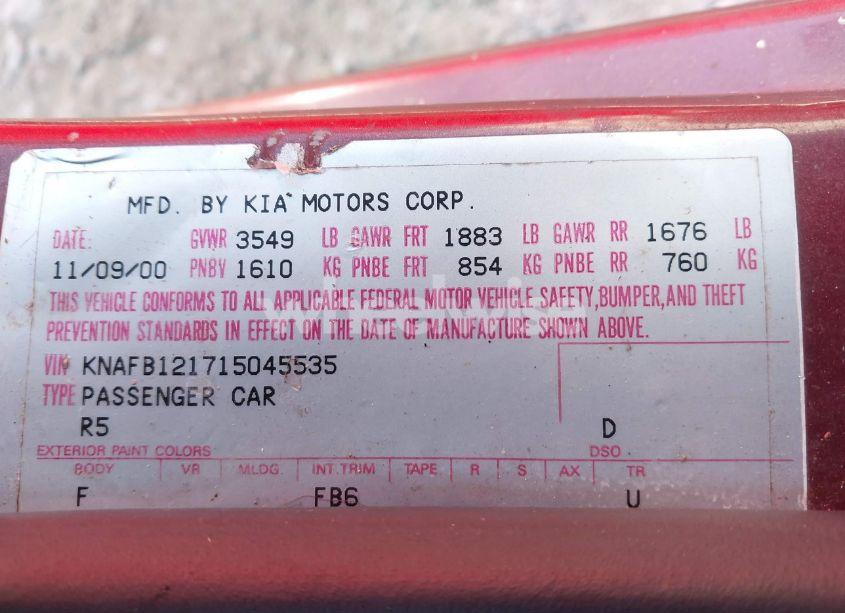 MFD. BY KIA MOTORS CORP.
DATE: GVWR 3549 LB GAWR FRT 1883 LB GAWR RR 1676 LB
11/09/00 PNBV 1610 KG PNBE FRT 854 KG PNBE RR 760 KG
THIS VEHICLE CONFORMS TO ALL APPLICABLE FEDERAL MOTOR VEHICLE SAFETY,BUMPER,AND THEFT
PREVENTION STANDARDS IN EFFECT ON THE DATE OF MANUFACTURE SHOWN ABOVE.
VIN KNAFB121715045535
TYPE PASSENGER CAR
R5 D
EXTERIOR PAINT COLORS DSO
BODY VR MLDG. INT.TRIM TAPE R S AX TR
F FB6 U